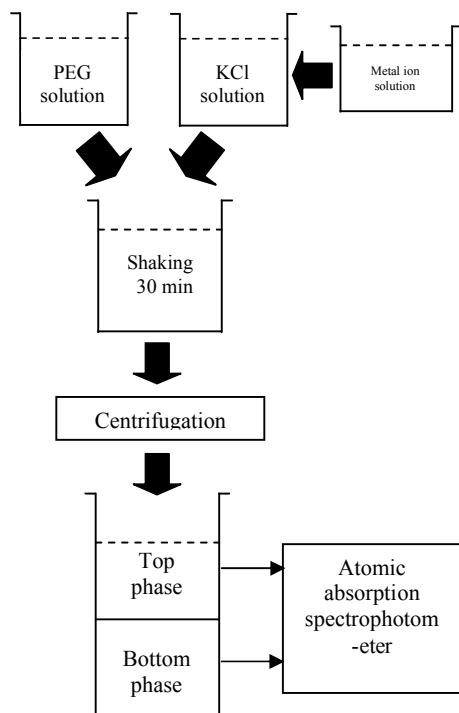 PEG
solution
KCl
solution
Metal ion
solution
Shaking
30 min
Centrifugation
Top
phase
Bottom
phase
Atomic
absorption
spectrophotom
-eter